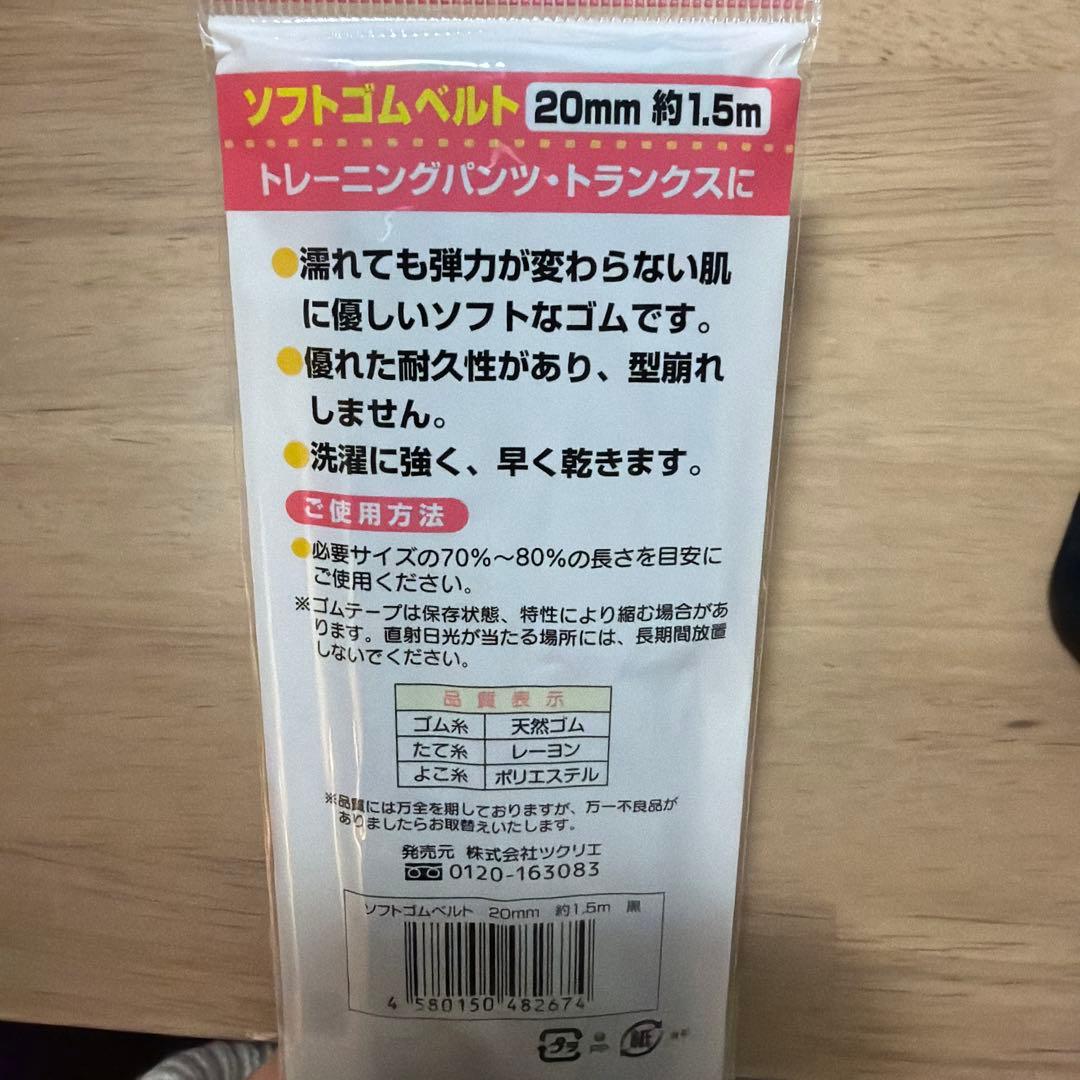 ソフトゴムベルト 20mm 約1.5m
トレーニングパンツ・トランクスに
●濡れても弾力が変わらない肌
に優しいソフトなゴムです。
●優れた耐久性があり、型崩れ
しません。
●洗濯に強く、早く乾きます。
ご使用方法
●必要サイズの70%～80%の長さを目安に
ご使用ください。
※ゴムテープは保存状態、特性により縮む場合があ
ります。直射日光が当たる場所には、長期間放置
しないでください。
品質表示
ゴム糸 天然ゴム
たて糸 レーヨン
よこ糸 ポリエステル
※品質には万全を期しておりますが、万一不良品が
ありましたらお取替えいたします。
発売元 株式会社ツクリエ
0120-163083
ソフトゴムベルト 20mm 約1.5m 黒
4 580150 482674
プラ
紙